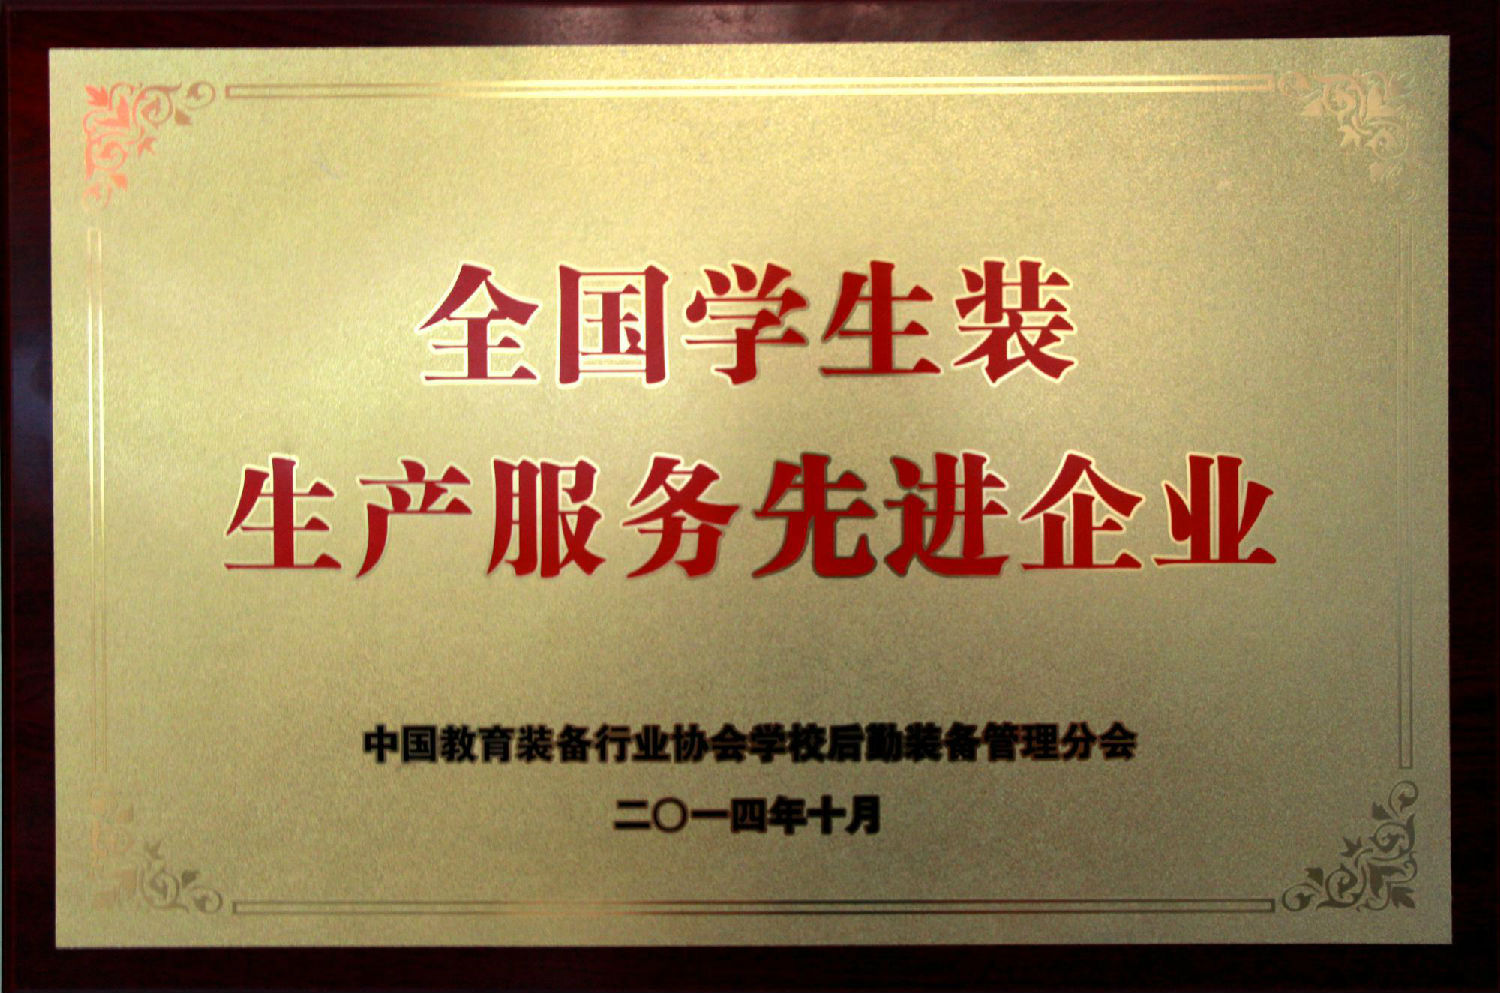 全国学生装
生产服务先进企业
中国教育装备行业协会学校后勤装备管理分会
二〇一四年十月